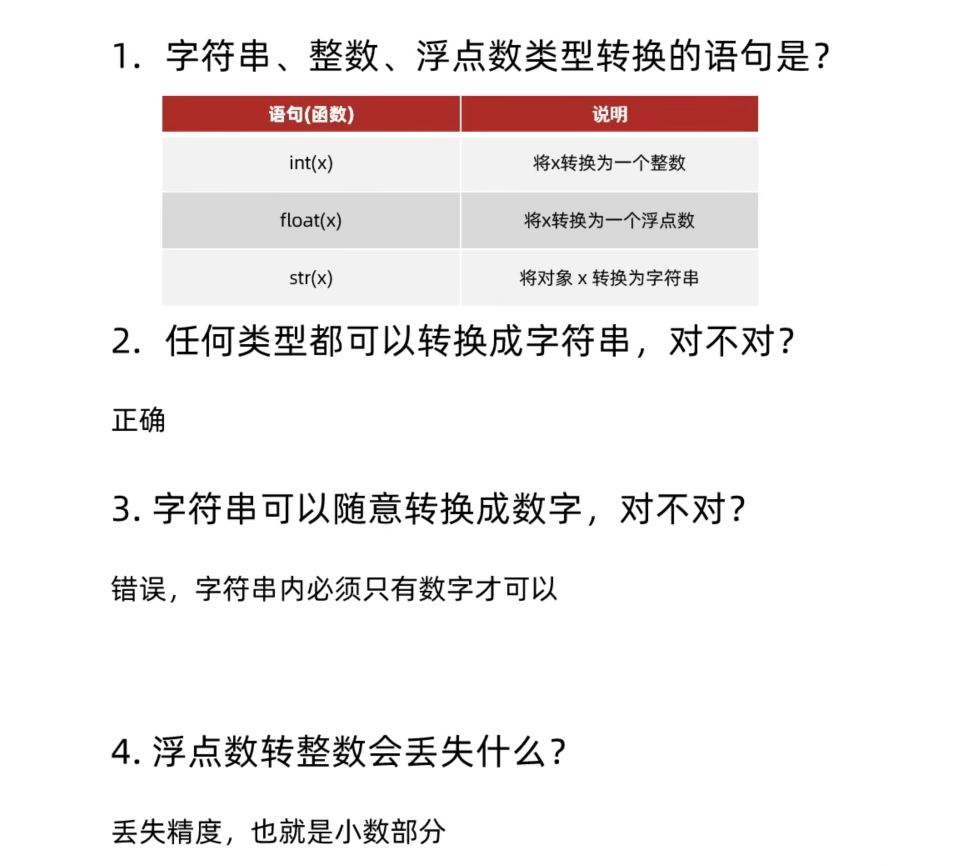 1. 字符串、整数、浮点数类型转换的语句是？
语句(函数) 说明
int(x) 将x转换为一个整数
float(x) 将x转换为一个浮点数
str(x) 将对象 x 转换为字符串
2. 任何类型都可以转换成字符串，对不对？
正确
3. 字符串可以随意转换成数字，对不对？
错误，字符串内必须只有数字才可以
4. 浮点数转整数会丢失什么？
丢失精度，也就是小数部分